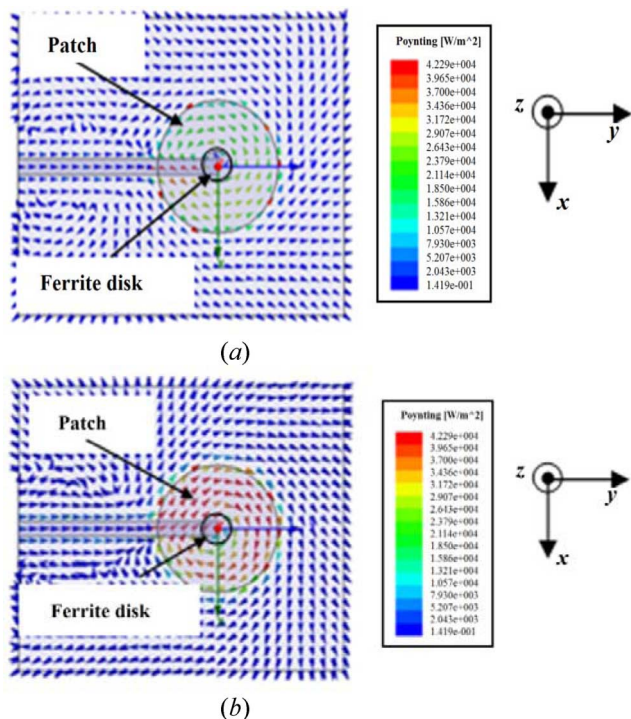 Patch
Ferrite disk
Poynting [W/m^2]
4.229e+004
3.965e+004
3.700e+004
3.436e+004
3.172e+004
2.907e+004
2.643e+004
2.379e+004
2.114e+004
1.850e+004
1.586e+004
1.321e+004
1.057e+004
7.930e+003
5.207e+003
2.043e+003
1.419e-001
z
y
x
(a)
Patch
Ferrite disk
Poynting [W/m^2]
4.229e+004
3.965e+004
3.700e+004
3.436e+004
3.172e+004
2.907e+004
2.643e+004
2.379e+004
2.114e+004
1.850e+004
1.586e+004
1.321e+004
1.057e+004
7.930e+003
5.207e+003
2.043e+003
1.419e-001
z
y
x
(b)